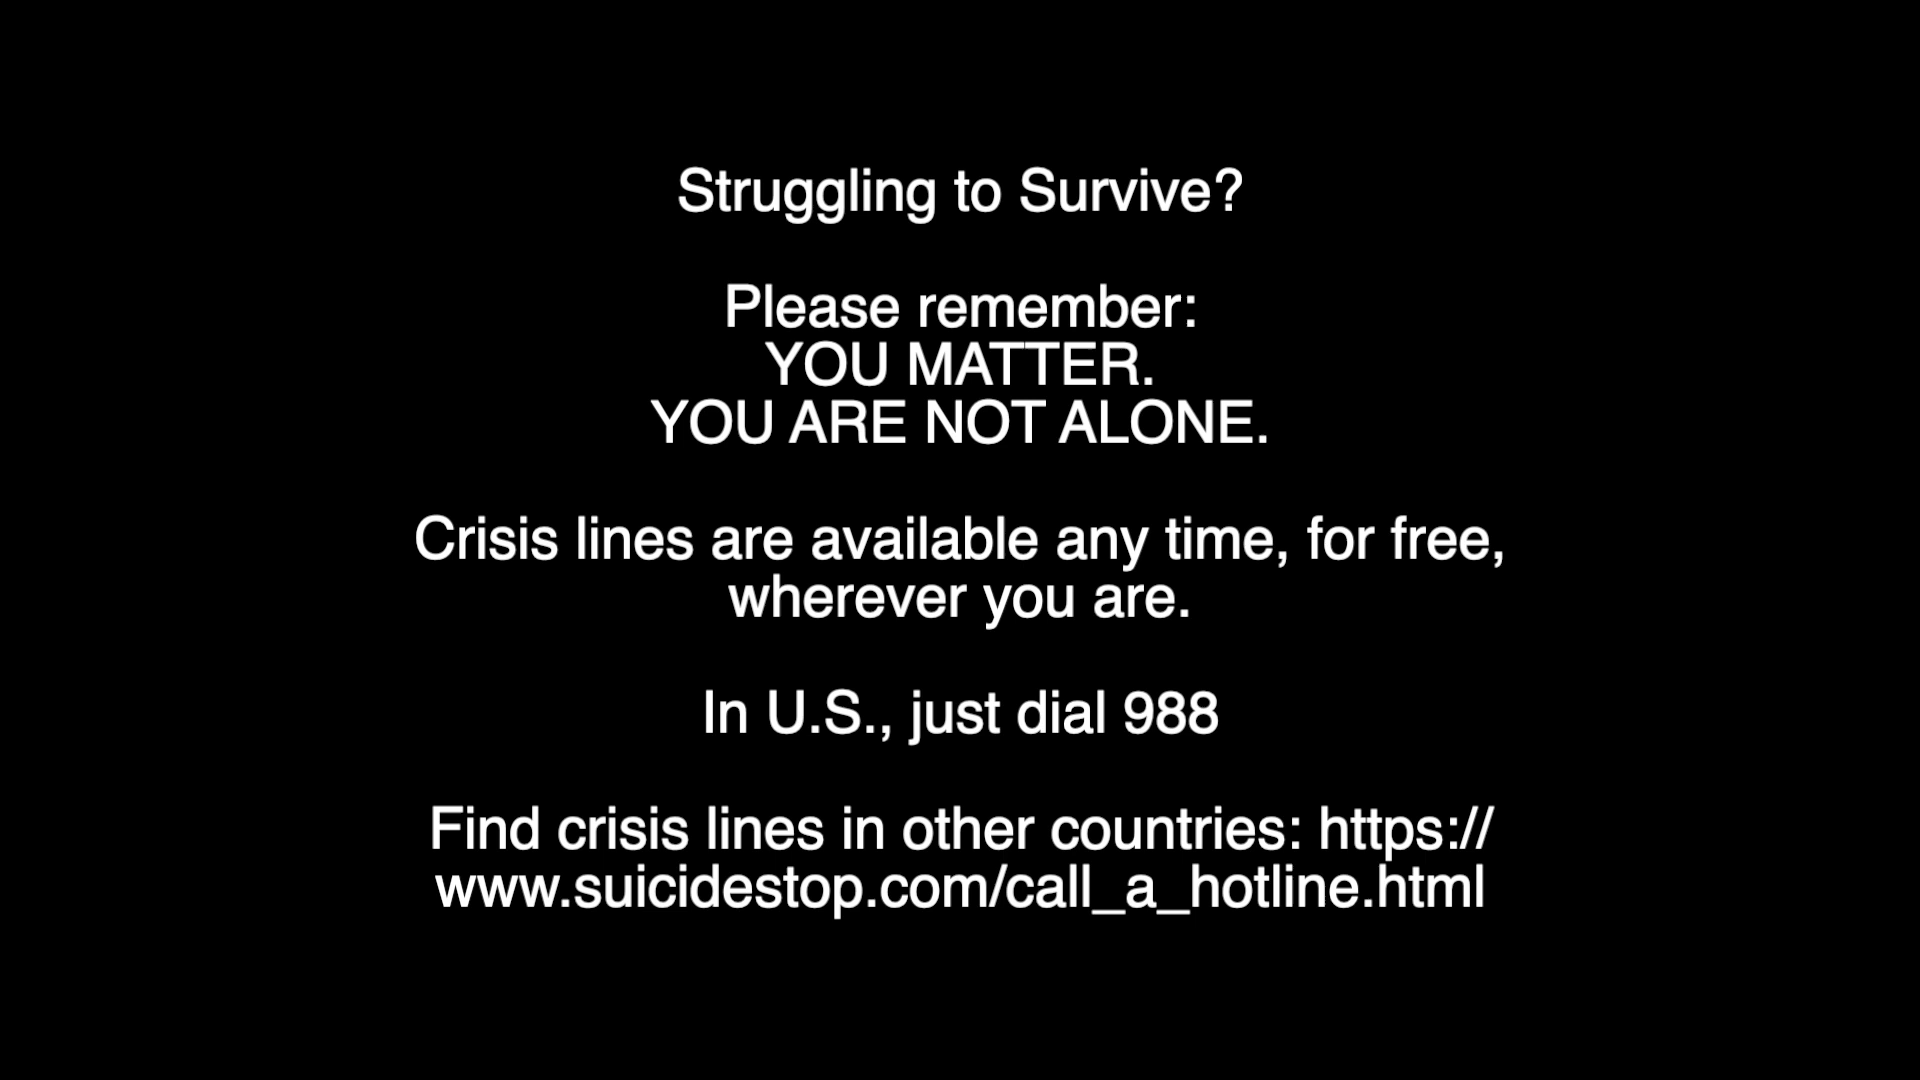 Struggling to Survive?
Please remember:
YOU MATTER.
YOU ARE NOT ALONE.
Crisis lines are available any time, for free,
wherever you are.
In U.S., just dial 988
Find crisis lines in other countries: https://
www.suicidestop.com/call_a_hotline.html